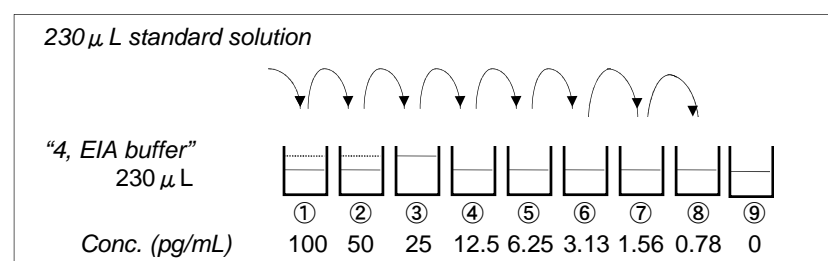 230 μ L standard solution
“4, EIA buffer”
230 μ L
① ② ③ ④ ⑤ ⑥ ⑦ ⑧ ⑨
Conc. (pg/mL) 100 50 25 12.5 6.25 3.13 1.56 0.78 0